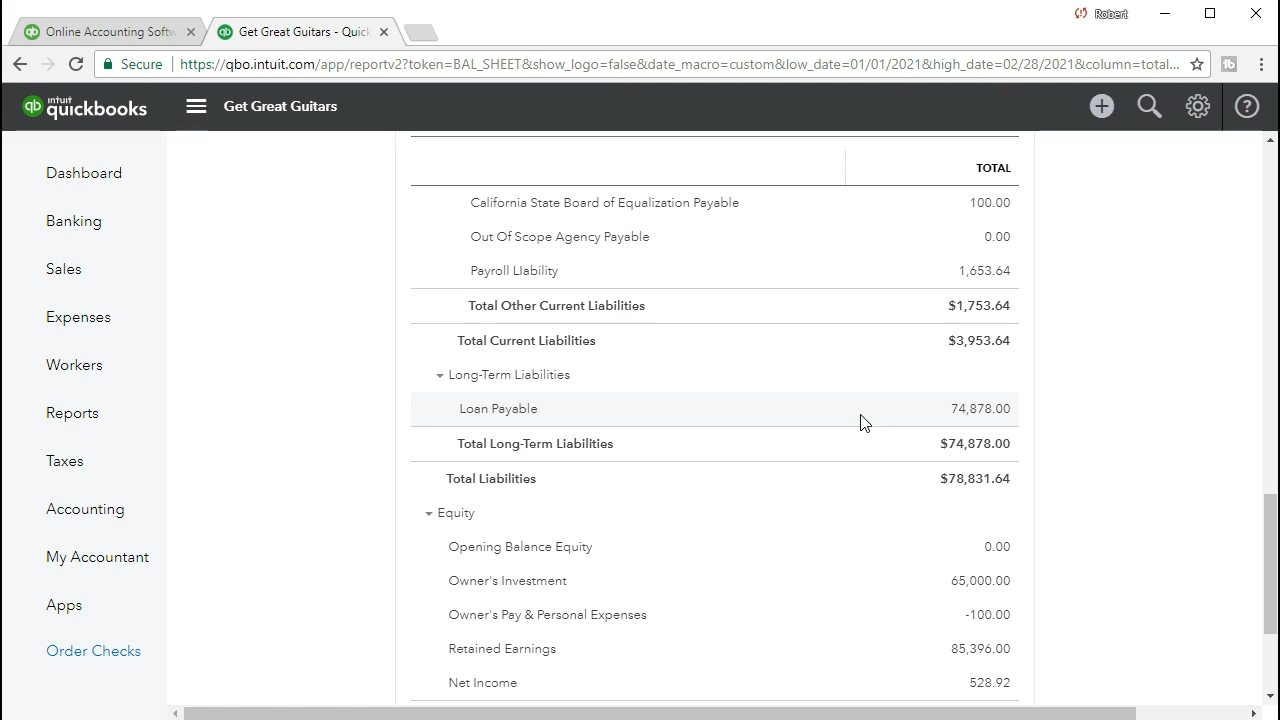 Robert
Online Accounting Softw
Get Great Guitars - Quick
Secure https://qbo.intuit.com/app/reportv2?token=BAL_SHEET&show_logo=false&date_macro=custom&low_date=01/01/2021&high_date=02/28/2021&column=total...
intuit quickbooks
Get Great Guitars
Dashboard
Banking
Sales
Expenses
Workers
Reports
Taxes
Accounting
My Accountant
Apps
Order Checks
TOTAL
California State Board of Equalization Payable 100.00
Out Of Scope Agency Payable 0.00
Payroll LIability 1,653.64
Total Other Current Liabilities $1,753.64
Total Current Liabilities $3,953.64
Long-Term Liabilities
Loan Payable 74,878.00
Total Long-Term Liabilities $74,878.00
Total Liabilities $78,831.64
Equity
Opening Balance Equity 0.00
Owner's Investment 65,000.00
Owner's Pay & Personal Expenses -100.00
Retained Earnings 85,396.00
Net Income 528.92